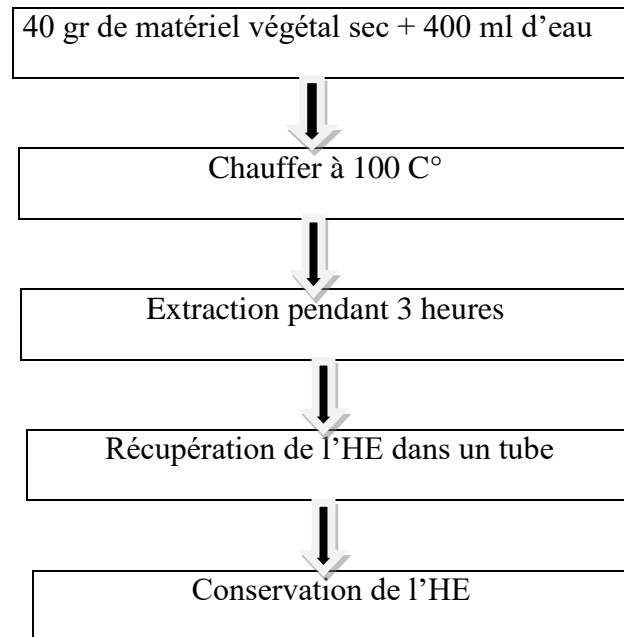 40 gr de matériel végétal sec + 400 ml d’eau
Chauffer à 100 C°
Extraction pendant 3 heures
Récupération de l’HE dans un tube
Conservation de l’HE